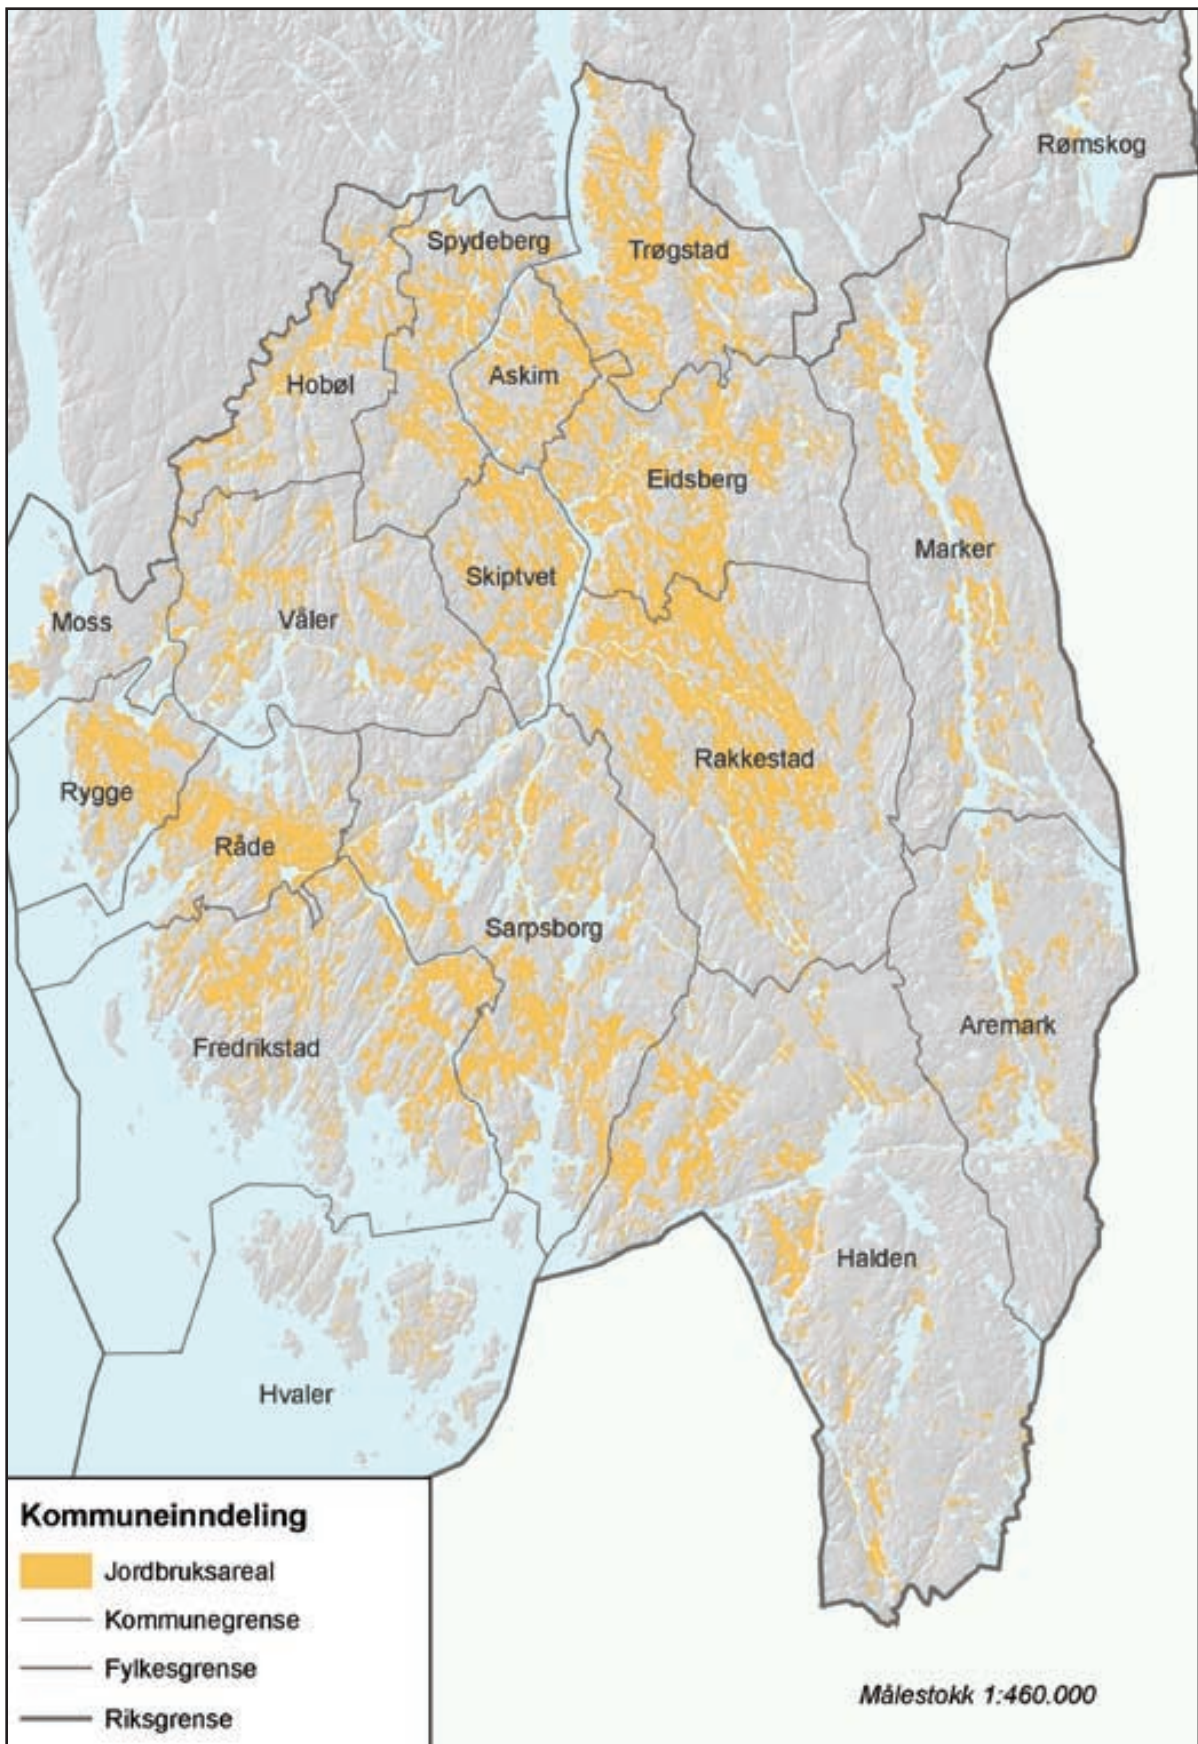 Rømskog
Spydeberg
Trøgstad
Askim
Hobøl
Eidsberg
Marker
Skiptvet
Moss
Våler
Rakkestad
Rygge
Råde
Sarpsborg
Aremark
Fredrikstad
Halden
Hvaler
Kommuneinndeling
Jordbruksareal
Kommunegrense
Fylkesgrense
Riksgrense
Målestokk 1:460.000